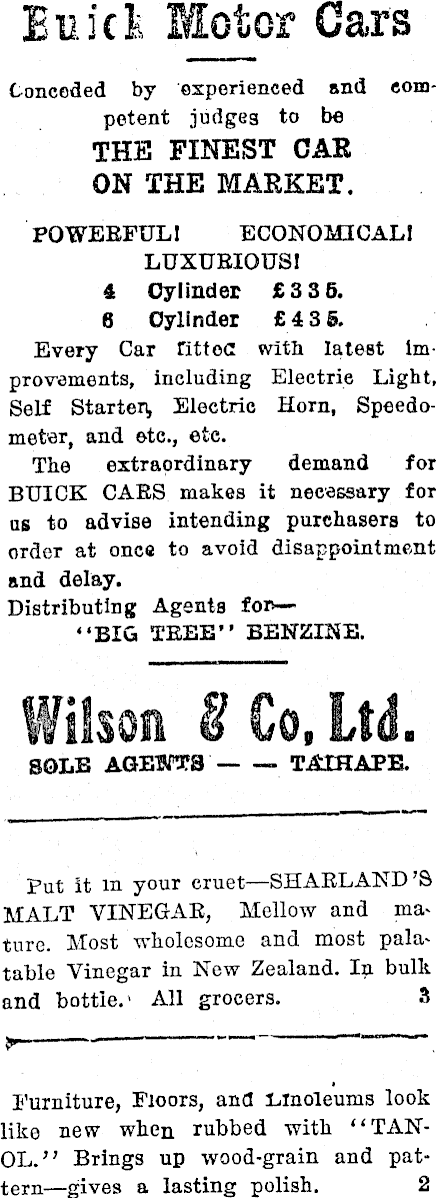 Buick Motor Cars
Conceded by experienced and com-
petent judges to be
THE FINEST CAR
ON THE MARKET.
POWERFUL! ECONOMICAL!
LUXURIOUS!
4 Cylinder £335.
6 Cylinder £435.
Every Car fitted with latest im-
provements, including Electric Light,
Self Starter, Electric Horn, Speedo-
meter, and etc., etc.
The extraordinary demand for
BUICK CARS makes it necessary for
us to advise intending purchasers to
order at once to avoid disappointment
and delay.
Distributing Agents for—
"BIG TREE" BENZINE.
Wilson & Co, Ltd.
SOLE AGENTS — — TAIHAPE.
Put it in your cruet—SHARLAND'S
MALT VINEGAR, Mellow and ma-
ture. Most wholesome and most pala-
table Vinegar in New Zealand. In bulk
and bottle. All grocers. 3
Furniture, Floors, and Linoleums look
like new when rubbed with "TAN-
OL." Brings up wood-grain and pat-
tern—gives a lasting polish. 2